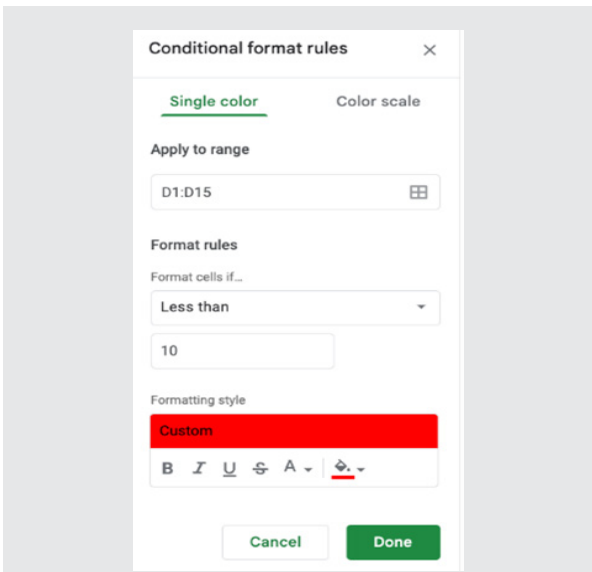 Conditional format rules
Single color Color scale
Apply to range
D1:D15
Format rules
Format cells if...
Less than
10
Formatting style
Custom
B I U S A
Cancel Done